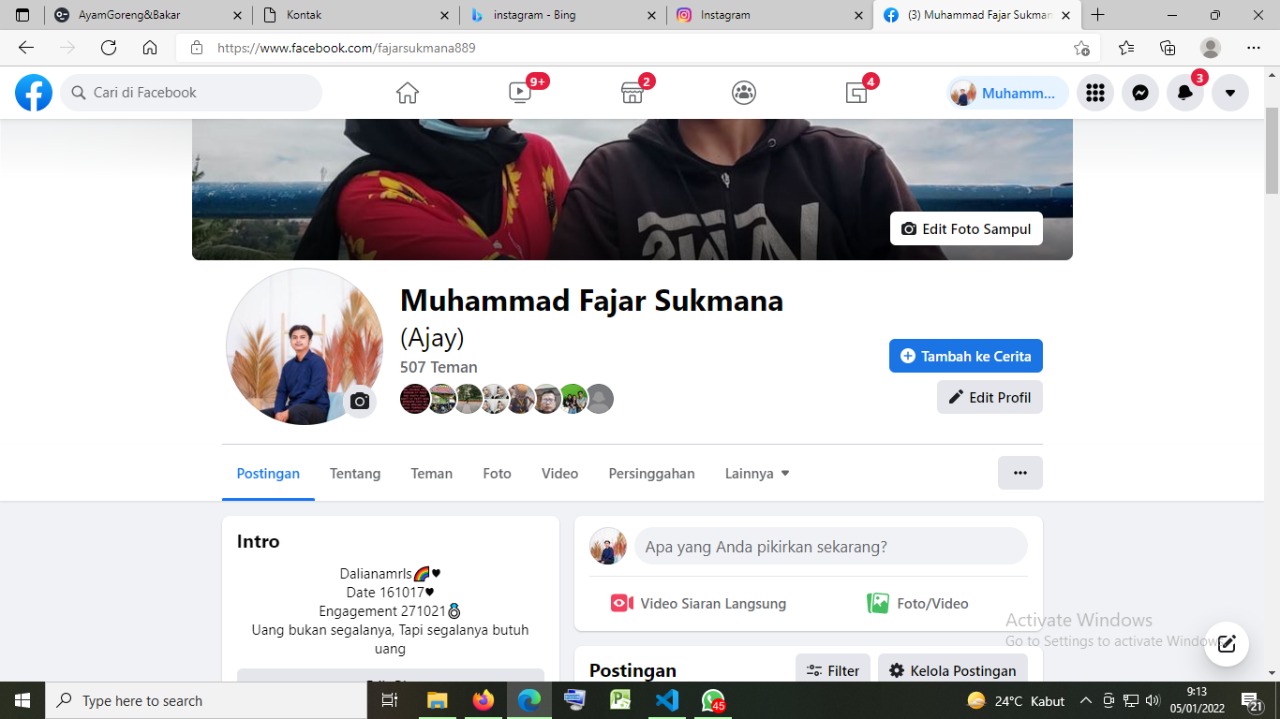 AyamGoreng&Bakar
Kontak
instagram - Bing
Instagram
(3) Muhammad Fajar Sukman
https://www.facebook.com/fajarsukmana889
Cari di Facebook
9+
2
4
Muhamm...
3
Edit Foto Sampul
Muhammad Fajar Sukmana
(Ajay)
507 Teman
Tambah ke Cerita
Edit Profil
Postingan Tentang Teman Foto Video Persinggahan Lainnya
Intro
Dalianamrls🌈♥
Date 161017♥
Engagement 271021💍
Uang bukan segalanya, Tapi segalanya butuh
uang
Apa yang Anda pikirkan sekarang?
Video Siaran Langsung
Foto/Video
Postingan
Filter
Kelola Postingan
Activate Windows
Go to Settings to activate Window
Type here to search
45
24°C Kabut
9:13
05/01/2022
21